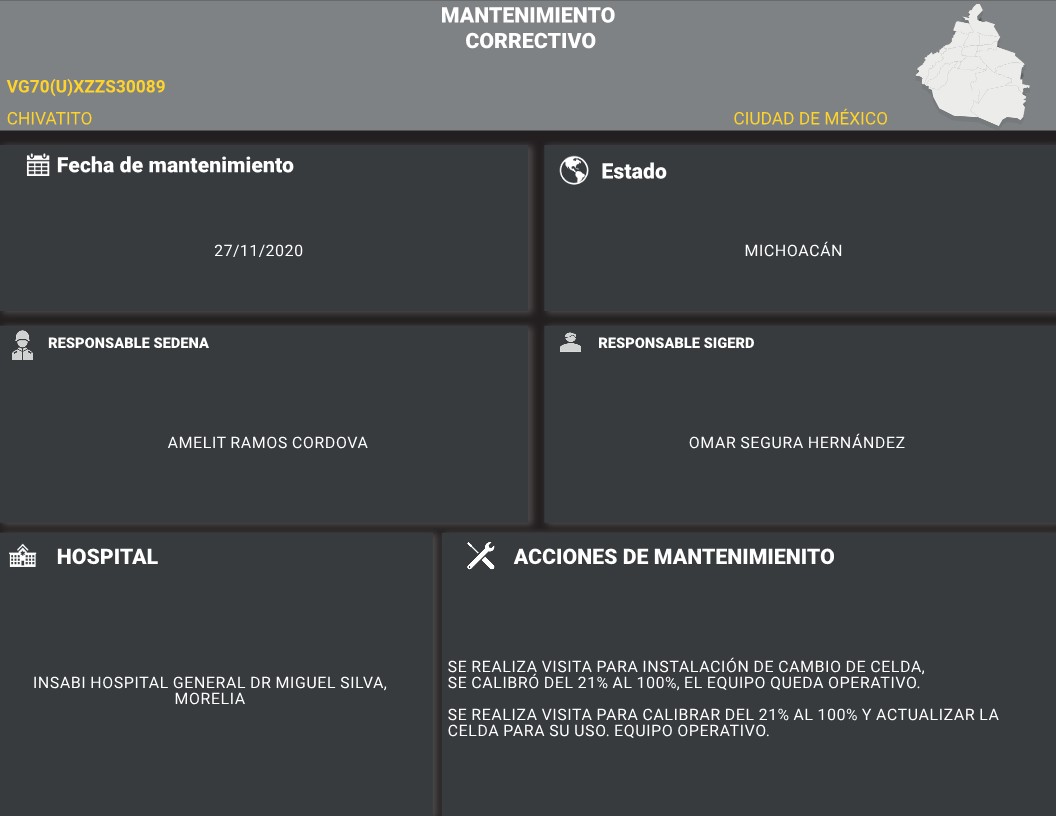 MANTENIMIENTO
CORRECTIVO
VG70(U)XZZS30089
CHIVATITO
CIUDAD DE MÉXICO
Fecha de mantenimiento
27/11/2020
Estado
MICHOACÁN
RESPONSABLE SEDENA
AMELIT RAMOS CORDOVA
RESPONSABLE SIGERD
OMAR SEGURA HERNÁNDEZ
HOSPITAL
INSABI HOSPITAL GENERAL DR MIGUEL SILVA,
MORELIA
ACCIONES DE MANTENIMIENITO
SE REALIZA VISITA PARA INSTALACIÓN DE CAMBIO DE CELDA,
SE CALIBRÓ DEL 21% AL 100%, EL EQUIPO QUEDA OPERATIVO.
SE REALIZA VISITA PARA CALIBRAR DEL 21% AL 100% Y ACTUALIZAR LA
CELDA PARA SU USO. EQUIPO OPERATIVO.